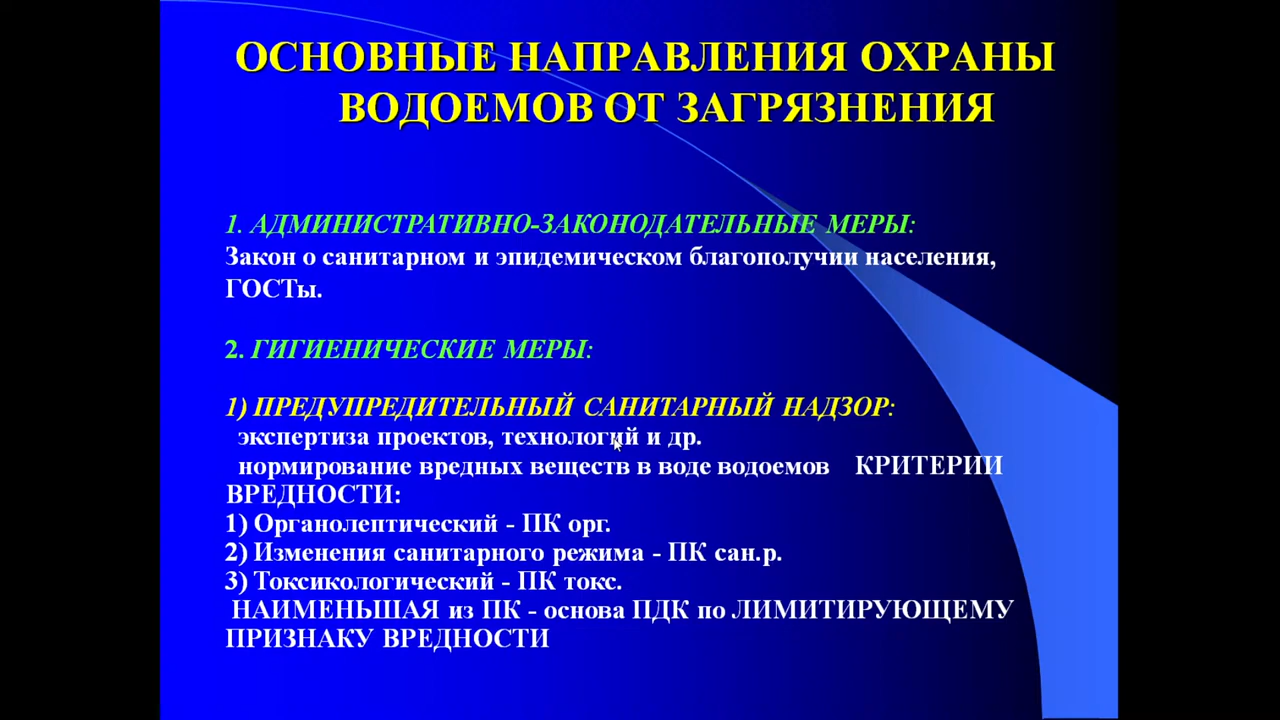 ОСНОВНЫЕ НАПРАВЛЕНИЯ ОХРАНЫ
ВОДОЕМОВ ОТ ЗАГРЯЗНЕНИЯ
1. АДМИНИСТРАТИВНО-ЗАКОНОДАТЕЛЬНЫЕ МЕРЫ:
Закон о санитарном и эпидемическом благополучии населения,
ГОСТы.
2. ГИГИЕНИЧЕСКИЕ МЕРЫ:
1) ПРЕДУПРЕДИТЕЛЬНЫЙ САНИТАРНЫЙ НАДЗОР:
экспертиза проектов, технологий и др.
нормирование вредных веществ в воде водоемов КРИТЕРИИ
ВРЕДНОСТИ:
1) Органолептический - ПК орг.
2) Изменения санитарного режима - ПК сан.р.
3) Токсикологический - ПК токс.
НАИМЕНЬШАЯ из ПК - основа ПДК по ЛИМИТИРУЮЩЕМУ
ПРИЗНАКУ ВРЕДНОСТИ